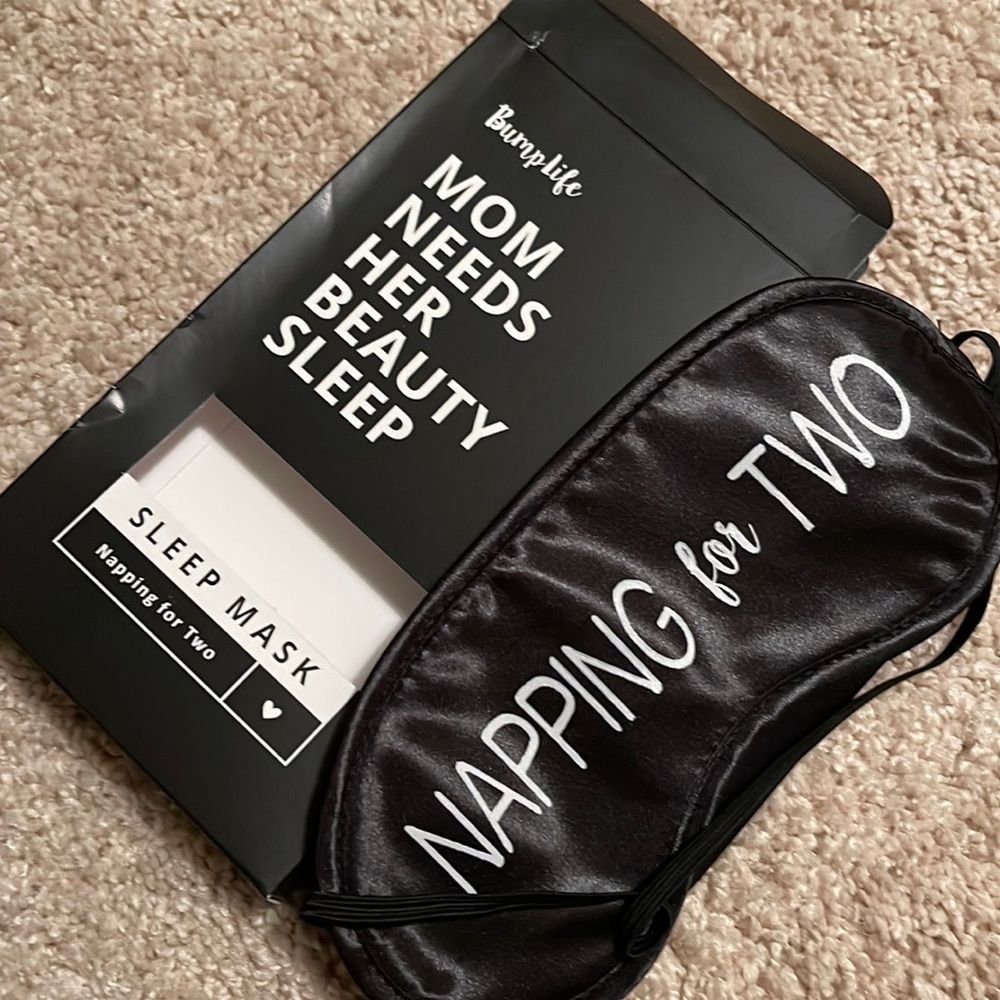 Bumplife
MOM
NEEDS
HER
BEAUTY
SLEEP
SLEEP MASK
Napping for Two
NAPPING for TWO